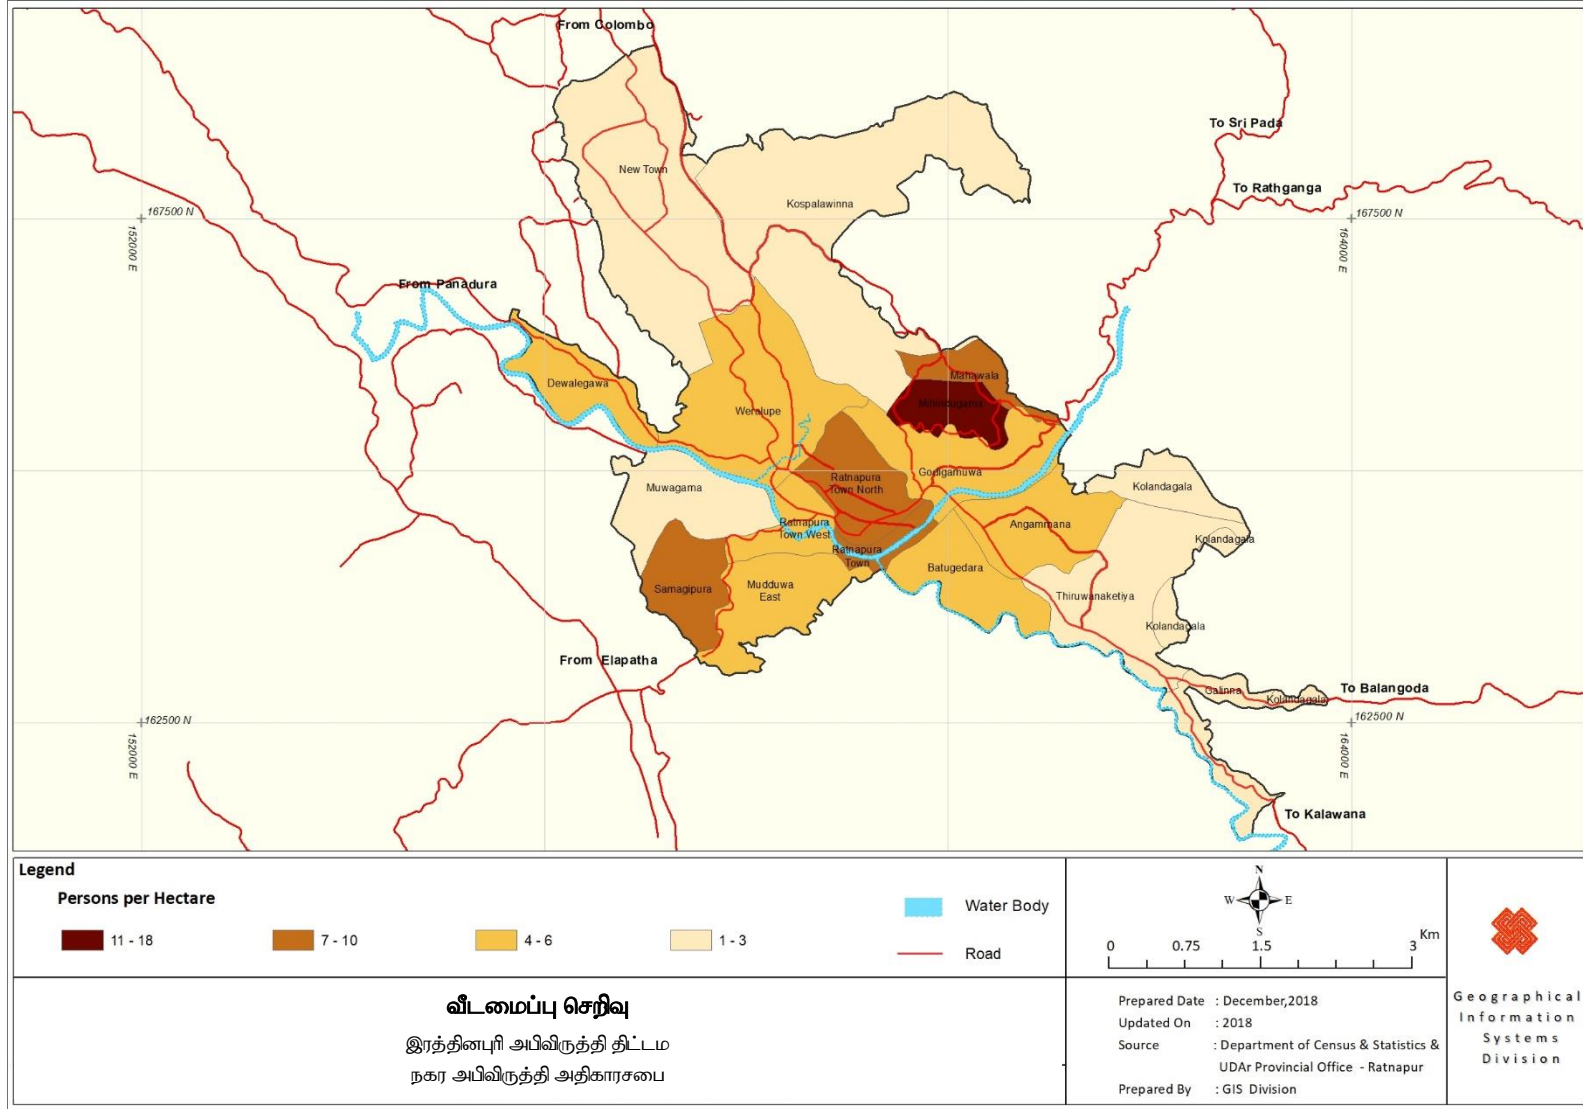 From Colombo
To Sri Pada
New Town
To Rathganga
Kospalawinna
167500 N
167500 N
152000 E
164000 E
From Panadura
Mahawala
Dewalegawa
Mihindugama
Weralupe
Godigamuwa
Ratnapura
Town North
Muwagama
Kolandagala
Ratnapura
Town West
Angammana
Kolandagala
Ratnapura
Town
Batugedara
Samagipura
Mudduwa
East
Thiruwanaketiya
Kolandagala
From Elapatha
Galinna
Kolandagala
To Balangoda
162500 N
162500 N
152000 E
164000 E
To Kalawana
Legend
Persons per Hectare
11 - 18
7 - 10
4 - 6
1 - 3
Water Body
Road
N
W E
S
Km
0 0.75 1.5 3
வீடமைப்பு செறிவு
இரத்தினபுரி அபிவிருத்தி திட்டம
நகர அபிவிருத்தி அதிகாரசபை
Prepared Date : December,2018
Updated On : 2018
Source : Department of Census & Statistics &
UDAr Provincial Office - Ratnapur
Prepared By : GIS Division
Geographical
Information
Systems
Division